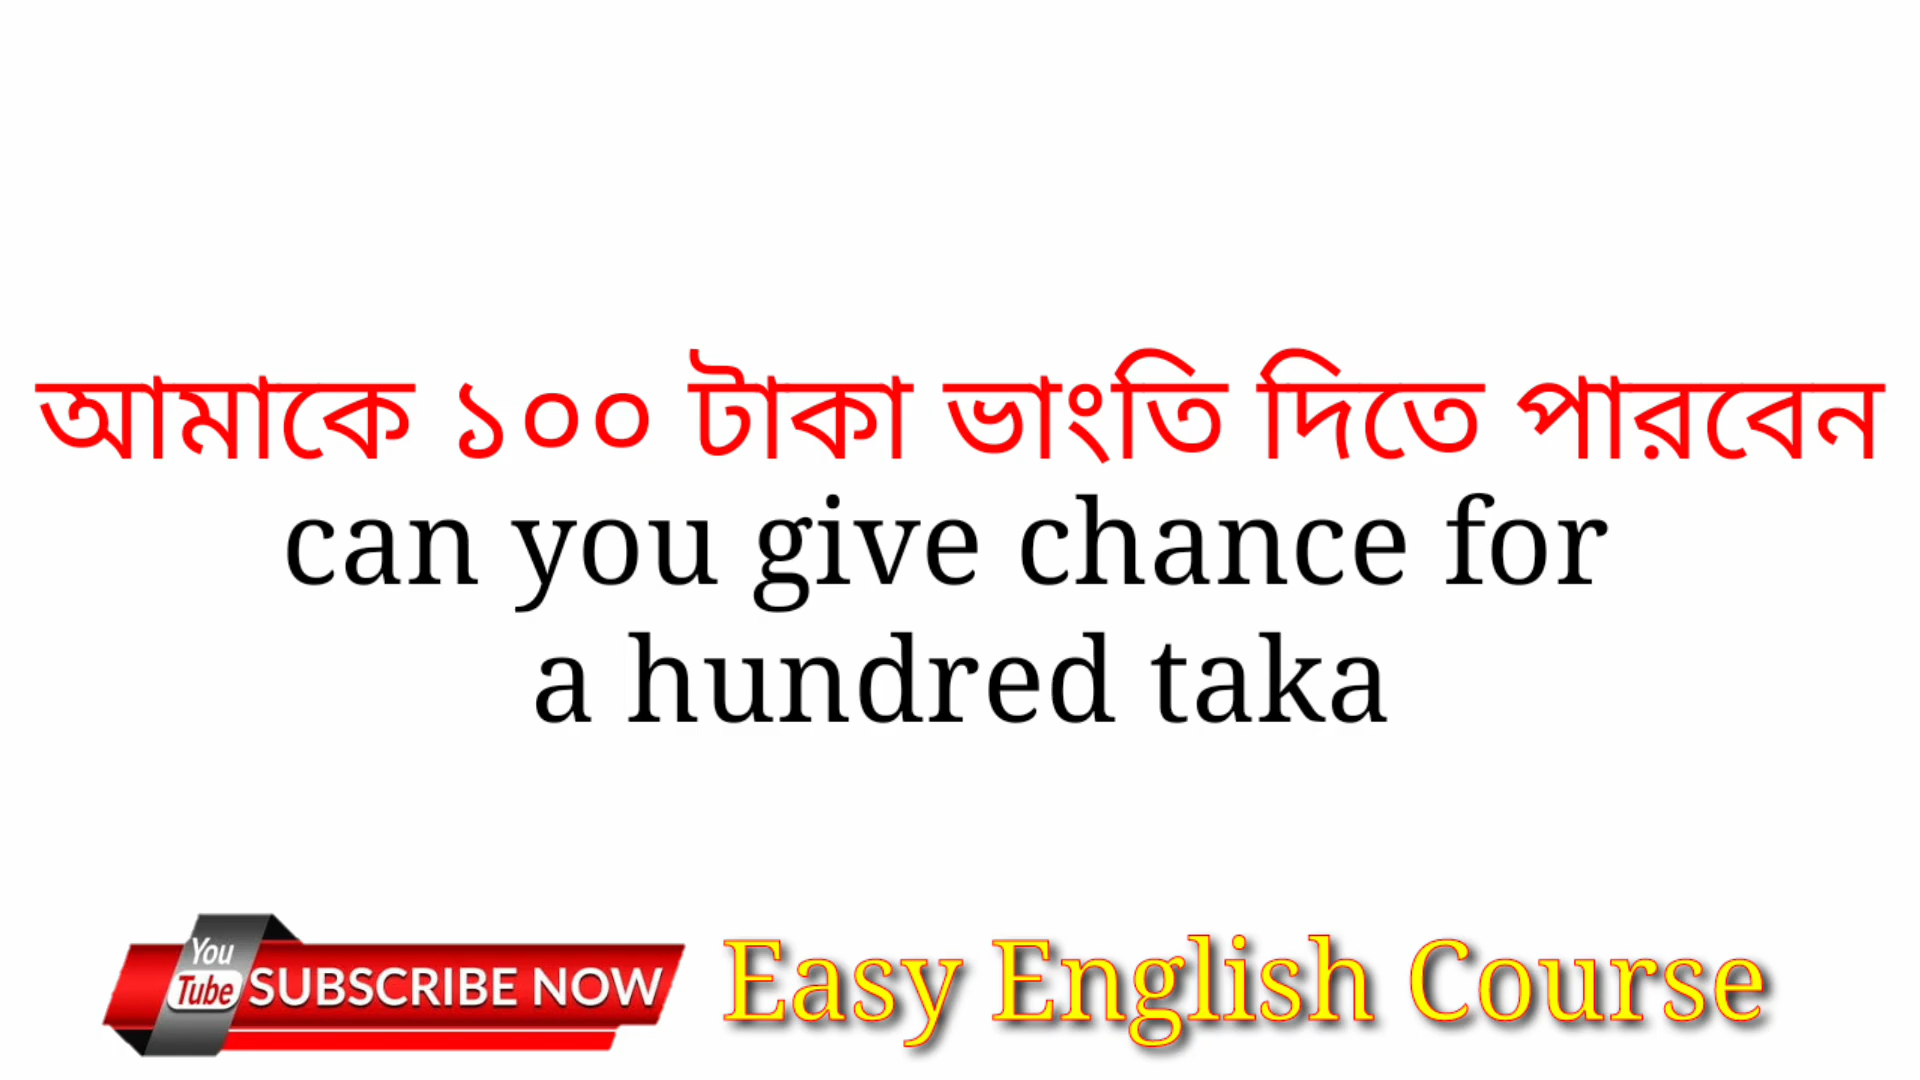 আমাকে ১০০ টাকা ভাংতি দিতে পারবেন
can you give chance for
a hundred taka
You
Tube SUBSCRIBE NOW
Easy English Course